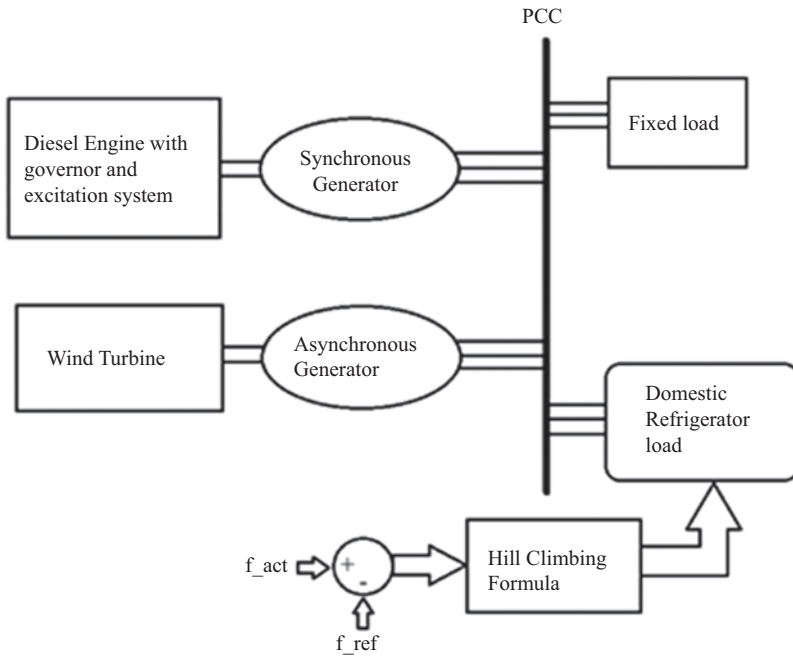 PCC
Diesel Engine with
governor and
excitation system
Synchronous
Generator
Fixed load
Wind Turbine
Asynchronous
Generator
Domestic
Refrigerator
load
f_act
+
-
f_ref
Hill Climbing
Formula